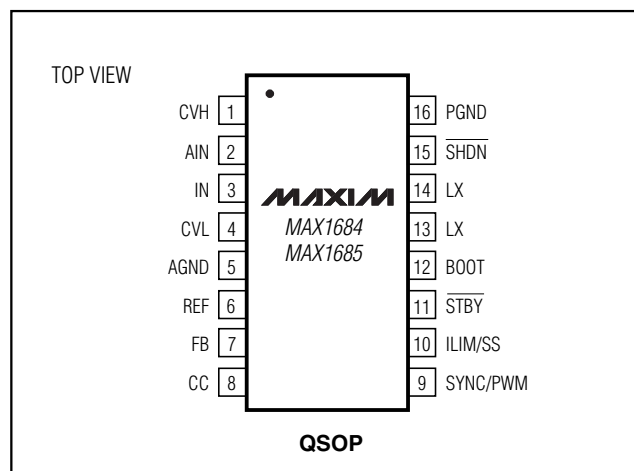 TOP VIEW
CVH 1 16 PGND
AIN 2 15 SHDN
IN 3 14 LX
MAXIM
CVL 4 MAX1684 13 LX
MAX1685
AGND 5 12 BOOT
REF 6 11 STBY
FB 7 10 ILIM/SS
CC 8 9 SYNC/PWM
QSOP